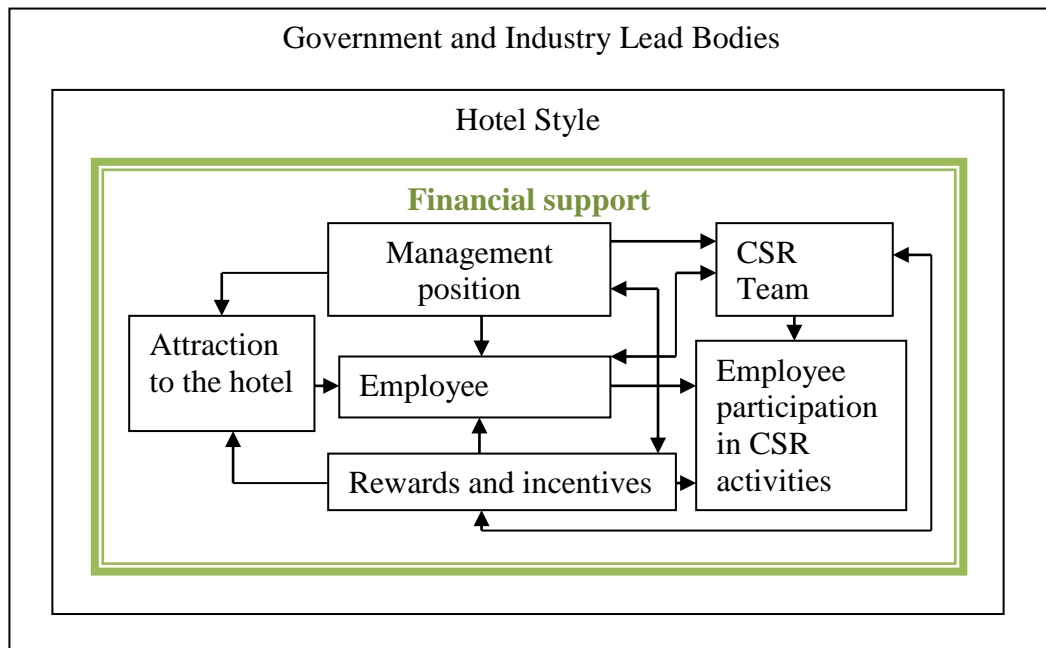 Government and Industry Lead Bodies
Hotel Style
Financial support
Management
position
CSR
Team
Attraction
to the hotel
Employee
Employee
participation
in CSR
activities
Rewards and incentives